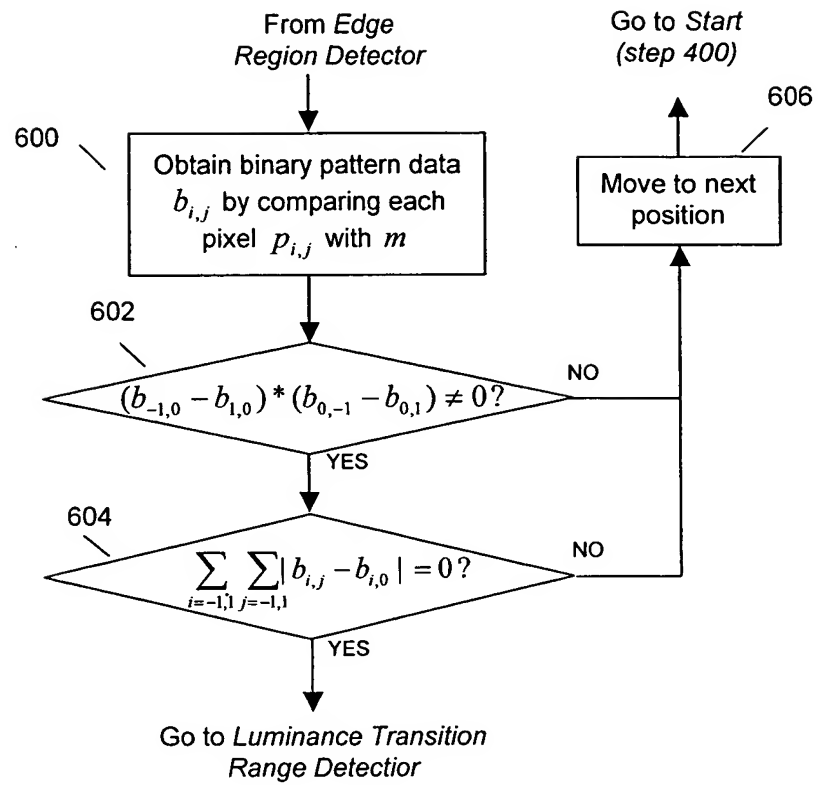 From Edge
Region Detector
Go to Start
(step 400)
600
606
Obtain binary pattern data
b_{i,j} by comparing each
pixel p_{i,j} with m
Move to next
position
602
(b_{-1,0} - b_{1,0}) * (b_{0,-1} - b_{0,1}) ≠ 0?
NO
YES
604
∑_{i=-1,1} ∑_{j=-1,1} | b_{i,j} - b_{i,0} | = 0?
NO
YES
Go to Luminance Transition
Range Detectior